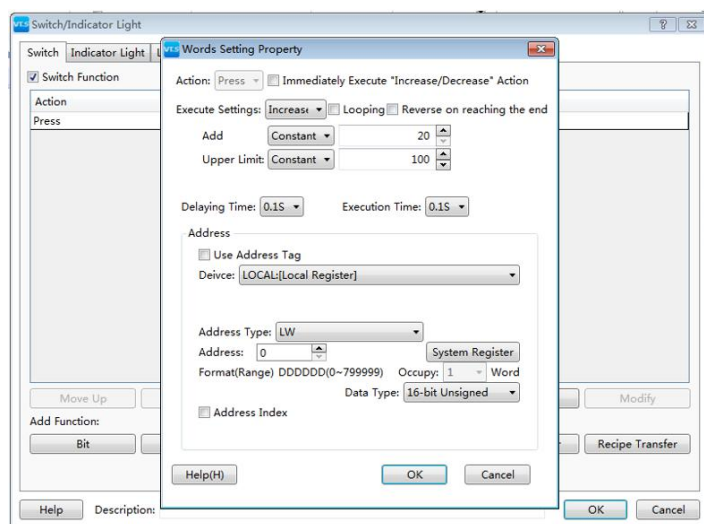 WLS Switch/Indicator Light
Switch Indicator Light
Switch Function
Action
Press
Move Up
Modify
Add Function:
Bit
Recipe Transfer
Help
Description:
OK
Cancel
Words Setting Property
Action: Press Immediately Execute "Increase/Decrease" Action
Execute Settings: Increase Looping Reverse on reaching the end
Add Constant 20
Upper Limit: Constant 100
Delaying Time: 0.1S Execution Time: 0.1S
Address
Use Address Tag
Deivce: LOCAL:[Local Register]
Address Type: LW
Address: 0 System Register
Format(Range) DDDDDD(0~799999) Occupy: 1 Word
Data Type: 16-bit Unsigned
Address Index
Help(H) OK Cancel